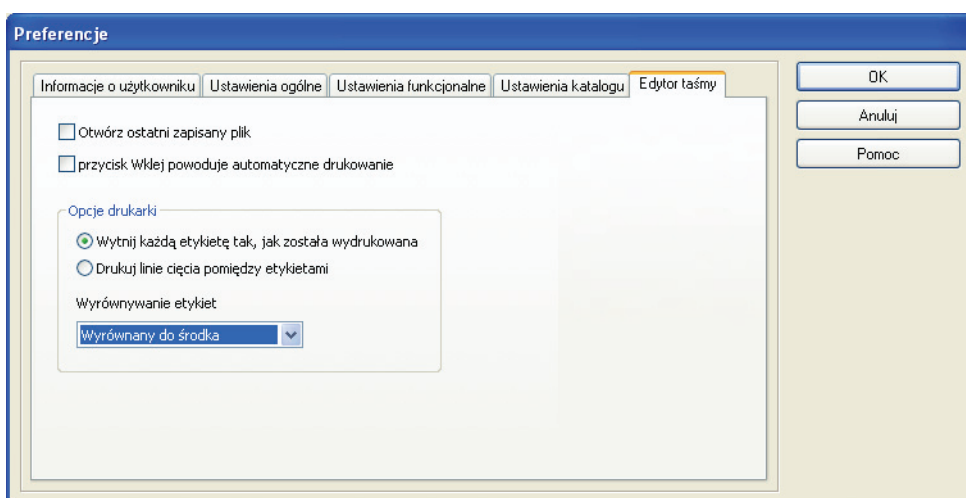 Preferencje
Informacje o użytkowniku Ustawienia ogólne Ustawienia funkcjonalne Ustawienia katalogu Edytor taśmy
OK
Anuluj
Pomoc
Otwórz ostatni zapisany plik
przycisk Wklej powoduje automatyczne drukowanie
Opcje drukarki
Wytnij każdą etykietę tak, jak została wydrukowana
Drukuj linie cięcia pomiędzy etykietami
Wyrównywanie etykiet
Wyrównany do środka